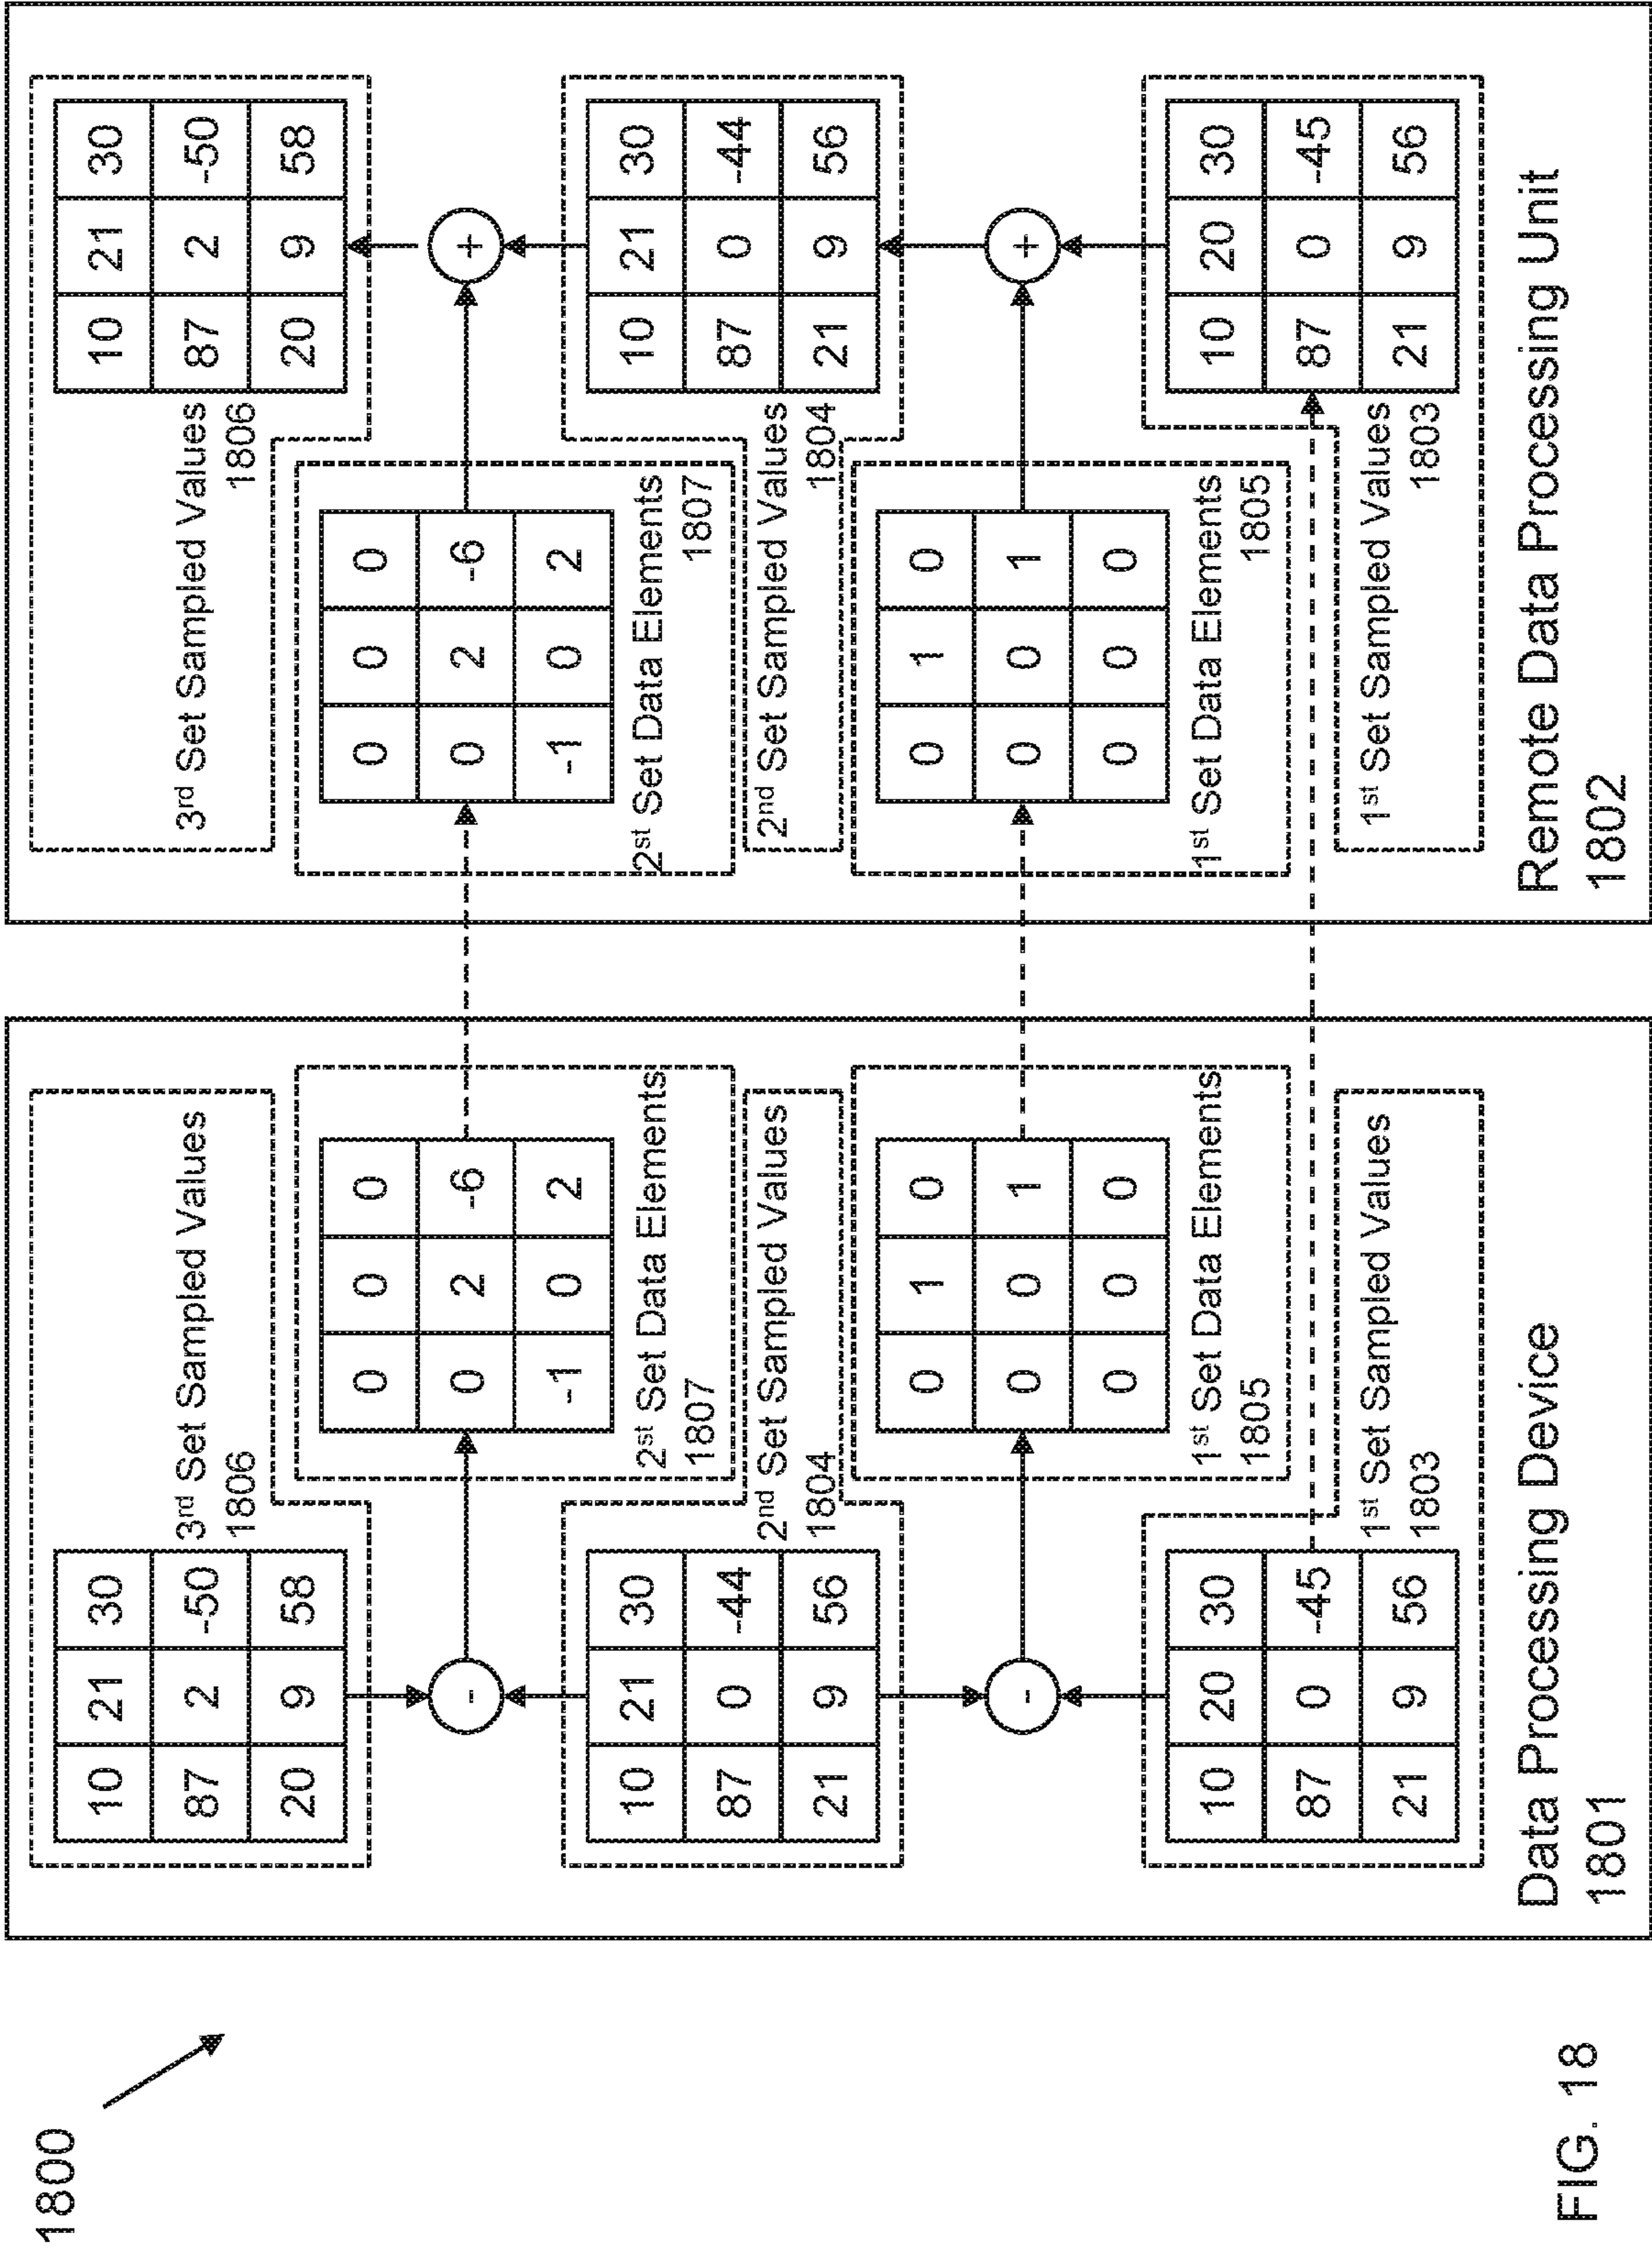 1800
10 21 30
87 2 -50
20 9 58
3rd Set Sampled Values
1806
-
0 0 0
0 2 -6
-1 0 2
2st Set Data Elements
1807
10 21 30
87 0 -44
21 9 56
2nd Set Sampled Values
1804
-
0 1 0
0 0 1
0 0 0
1st Set Data Elements
1805
10 20 30
87 0 -45
21 9 56
1st Set Sampled Values
1803
Data Processing Device
1801
3rd Set Sampled Values
1806
10 21 30
87 2 -50
20 9 58
0 0 0
0 2 -6
-1 0 2
+
2st Set Data Elements
1807
2nd Set Sampled Values
1804
10 21 30
87 0 -44
21 9 56
0 1 0
0 0 1
0 0 0
+
1st Set Data Elements
1805
10 20 30
87 0 -45
21 9 56
1st Set Sampled Values
1803
Remote Data Processing Unit
1802
FIG. 18